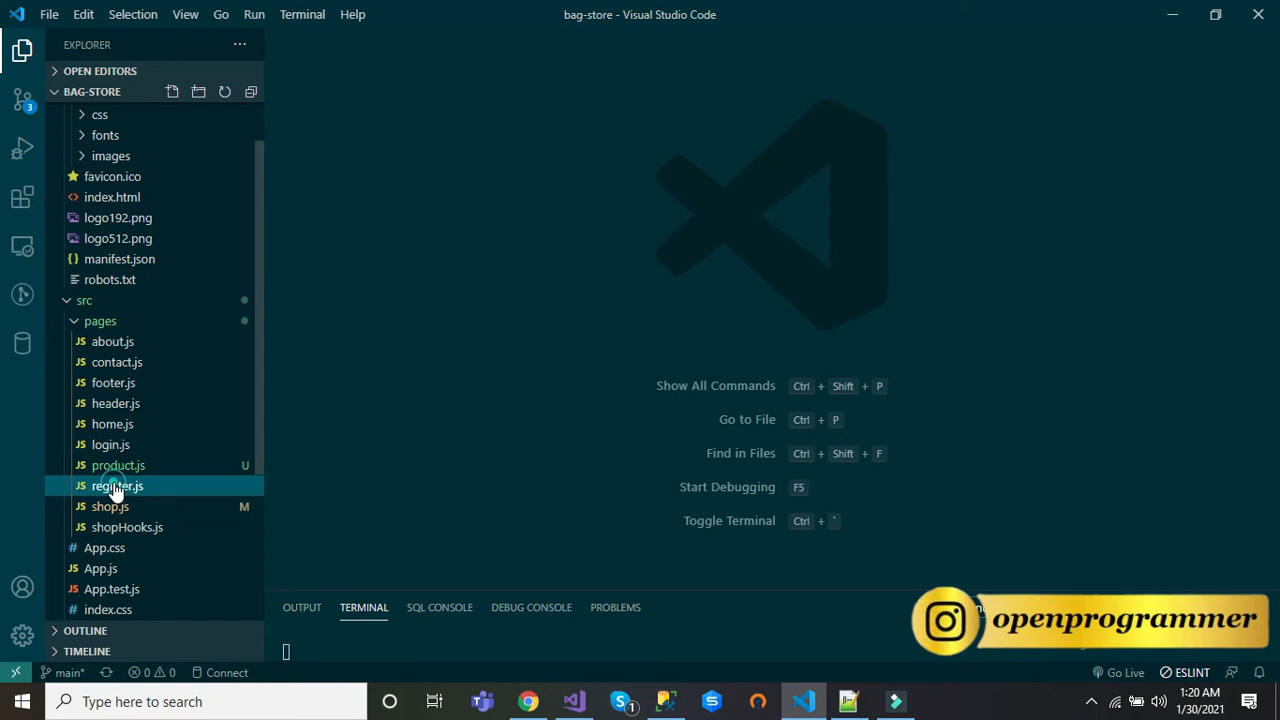 File Edit Selection View Go Run Terminal Help
bag-store - Visual Studio Code
EXPLORER
OPEN EDITORS
BAG-STORE
css
fonts
images
favicon.ico
index.html
logo192.png
logo512.png
manifest.json
robots.txt
src
pages
about.js
contact.js
footer.js
header.js
home.js
login.js
product.js U
register.js
shop.js M
shopHooks.js
App.css
App.js
App.test.js
index.css
OUTLINE
TIMELINE
3
Show All Commands Ctrl + Shift + P
Go to File Ctrl + P
Find in Files Ctrl + Shift + F
Start Debugging F5
Toggle Terminal Ctrl + `
OUTPUT TERMINAL SQL CONSOLE DEBUG CONSOLE PROBLEMS
openprogrammer
main* 0 0 Connect
Go Live ESLINT
Type here to search
1
1:20 AM
1/30/2021